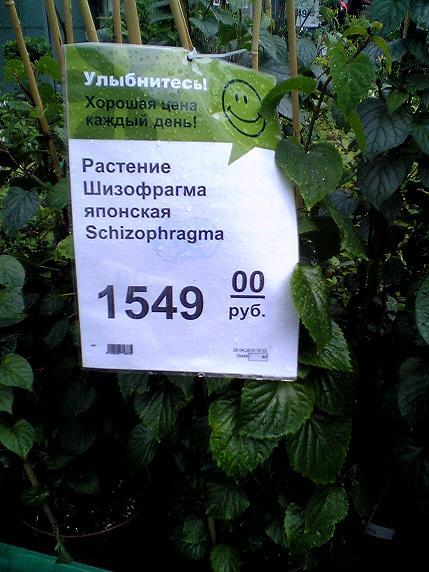 Улыбнитесь!
Хорошая цена
каждый день!
Растение
Шизофрагма
японская
Schizophragma
1549 00
руб.